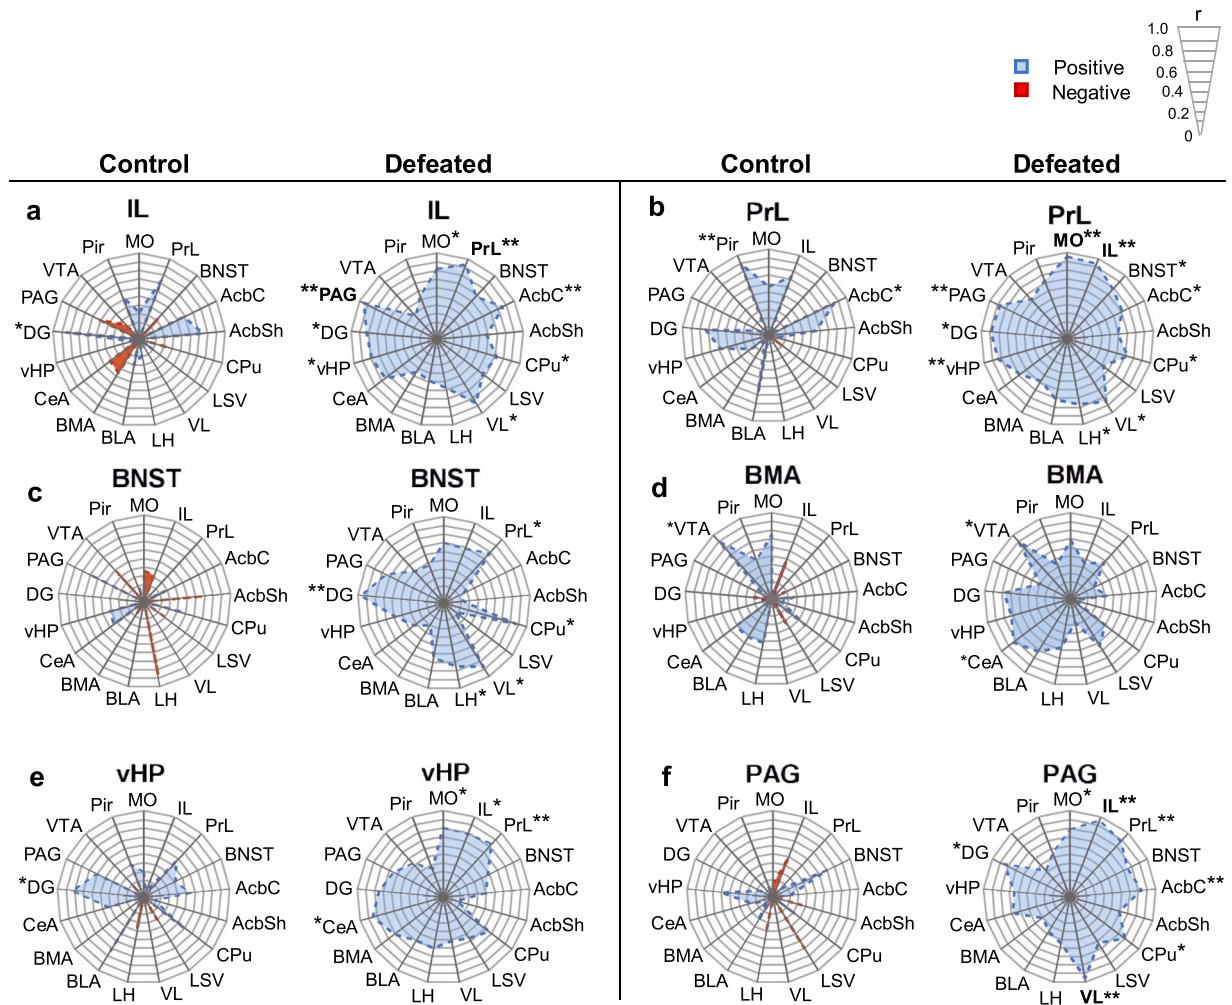 r
1.0
0.8
0.6
0.4
0.2
0
Positive
Negative
Control Defeated Control Defeated
a
IL
MO
PrL
BNST
AcbC
AcbSh
CPu
LSV
VL
LH
BLA
BMA
CeA
vHP
*DG
PAG
VTA
Pir
IL
MO*
PrL**
BNST
AcbC**
AcbSh
CPu*
LSV
VL*
LH
BLA
BMA
CeA
*vHP
*DG
**PAG
VTA
Pir
b
PrL
MO
IL
BNST
AcbC*
AcbSh
CPu
LSV
VL
LH
BLA
BMA
CeA
vHP
DG
PAG
VTA
**Pir
PrL
MO**
IL**
BNST*
AcbC*
AcbSh
CPu*
LSV
VL*
LH*
BLA
BMA
CeA
**vHP
*DG
**PAG
VTA
Pir
c
BNST
MO
IL
PrL
AcbC
AcbSh
CPu
LSV
VL
LH
BLA
BMA
CeA
vHP
DG
PAG
VTA
Pir
BNST
MO
IL
PrL*
AcbC
AcbSh
CPu*
LSV
VL*
LH*
BLA
BMA
CeA
vHP
**DG
PAG
VTA
Pir
d
BMA
MO
IL
PrL
BNST
AcbC
AcbSh
CPu
LSV
VL
LH
BLA
CeA
vHP
DG
PAG
*VTA
Pir
BMA
MO
IL
PrL
BNST
AcbC
AcbSh
CPu
LSV
VL
LH
BLA
*CeA
vHP
DG
PAG
*VTA
Pir
e
vHP
MO
IL
PrL
BNST
AcbC
AcbSh
CPu
LSV
VL
LH
BLA
BMA
CeA
*DG
PAG
VTA
Pir
vHP
MO*
IL*
PrL**
BNST
AcbC
AcbSh
CPu
LSV
VL
LH
BLA
BMA
*CeA
DG
PAG
VTA
Pir
f
PAG
MO
IL
PrL
BNST
AcbC
AcbSh
CPu
LSV
VL
LH
BLA
BMA
CeA
vHP
DG
VTA
Pir
PAG
MO*
IL**
PrL**
BNST
AcbC**
AcbSh
CPu*
LSV
VL**
LH
BLA
BMA
CeA
vHP
*DG
VTA
Pir